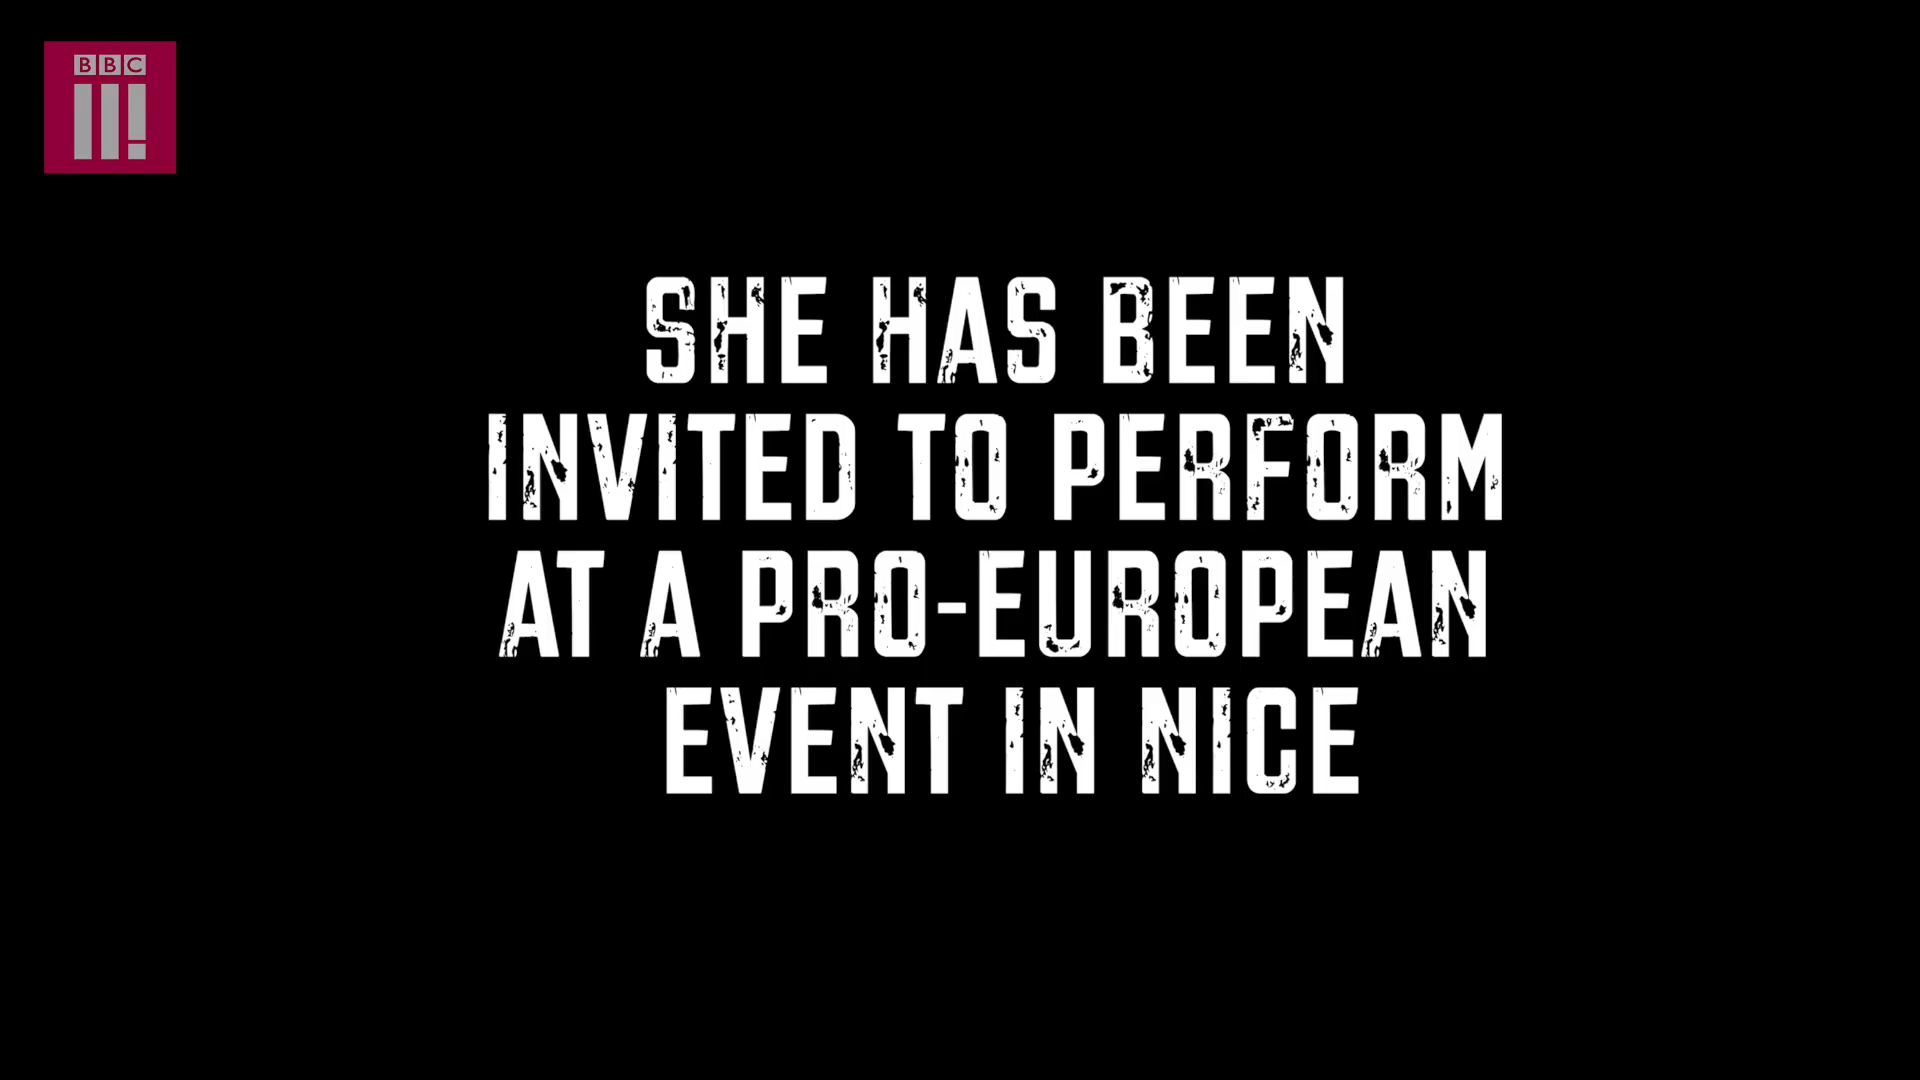 BBC
SHE HAS BEEN
INVITED TO PERFORM
AT A PRO-EUROPEAN
EVENT IN NICE